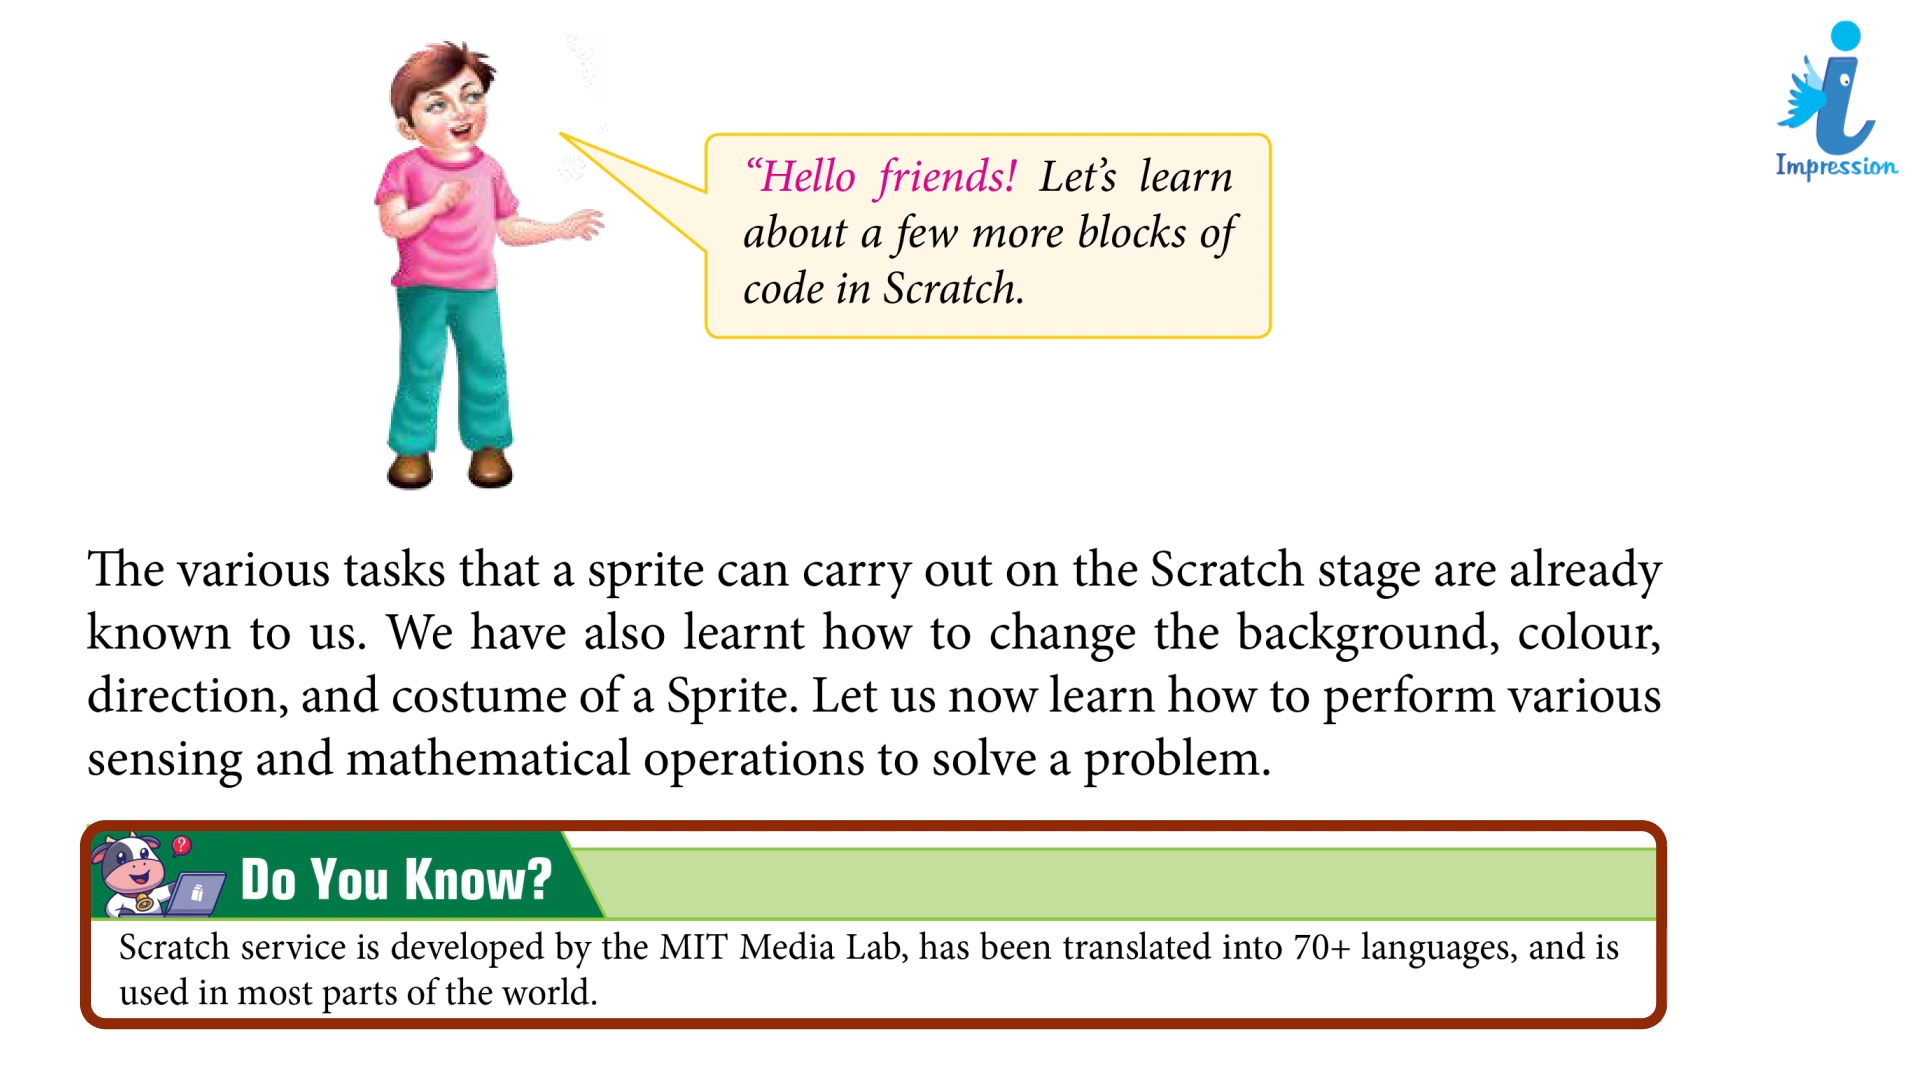 Impression
“Hello friends! Let’s learn
about a few more blocks of
code in Scratch.
The various tasks that a sprite can carry out on the Scratch stage are already
known to us. We have also learnt how to change the background, colour,
direction, and costume of a Sprite. Let us now learn how to perform various
sensing and mathematical operations to solve a problem.
?
Do You Know?
Scratch service is developed by the MIT Media Lab, has been translated into 70+ languages, and is
used in most parts of the world.